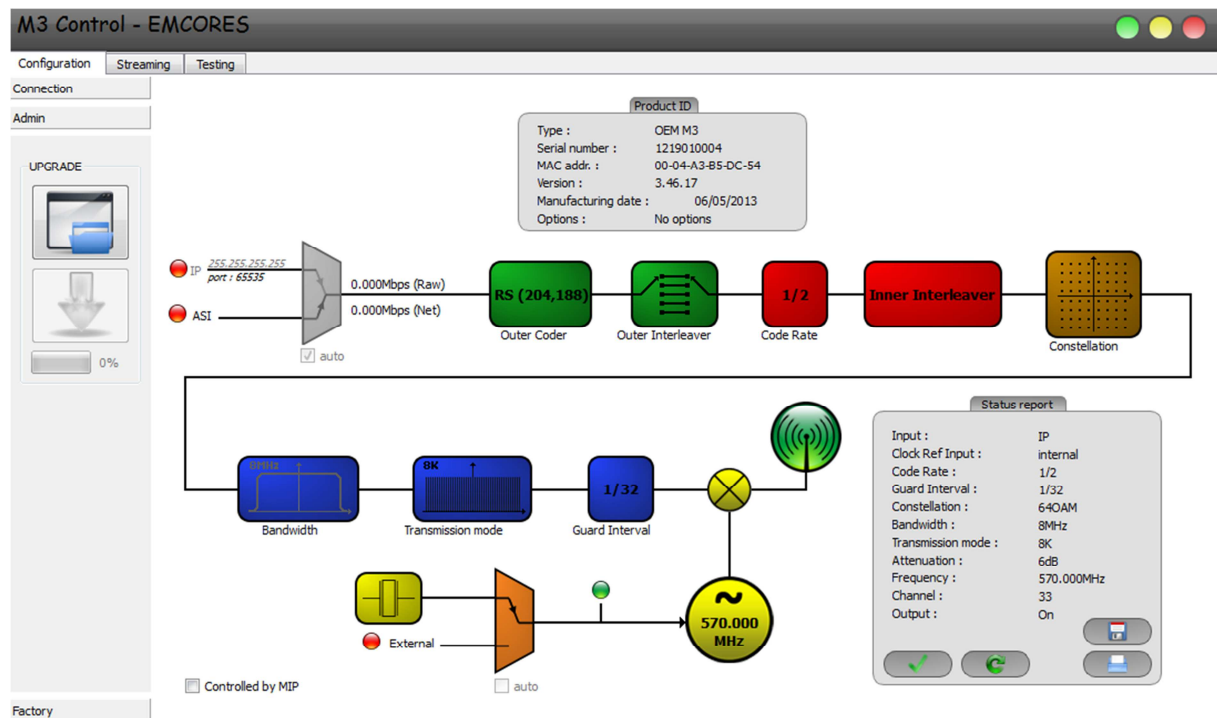 M3 Control - EMCORES
Configuration
Streaming
Testing
Connection
Admin
UPGRADE
0%
Factory
Product ID
Type : OEM M3
Serial number : 1219010004
MAC addr. : 00-04-A3-B5-DC-54
Version : 3.46.17
Manufacturing date : 06/05/2013
Options : No options
IP
255.255.255.255
port : 65535
ASI
auto
0.000Mbps (Raw)
0.000Mbps (Net)
RS (204,188)
Outer Coder
Outer Interleaver
1/2
Code Rate
Inner Interleaver
Constellation
8MHz
Bandwidth
8K
Transmission mode
1/32
Guard Interval
External
auto
~
570.000
MHz
Controlled by MIP
Status report
Input : IP
Clock Ref Input : internal
Code Rate : 1/2
Guard Interval : 1/32
Constellation : 64OAM
Bandwidth : 8MHz
Transmission mode : 8K
Attenuation : 6dB
Frequency : 570.000MHz
Channel : 33
Output : On